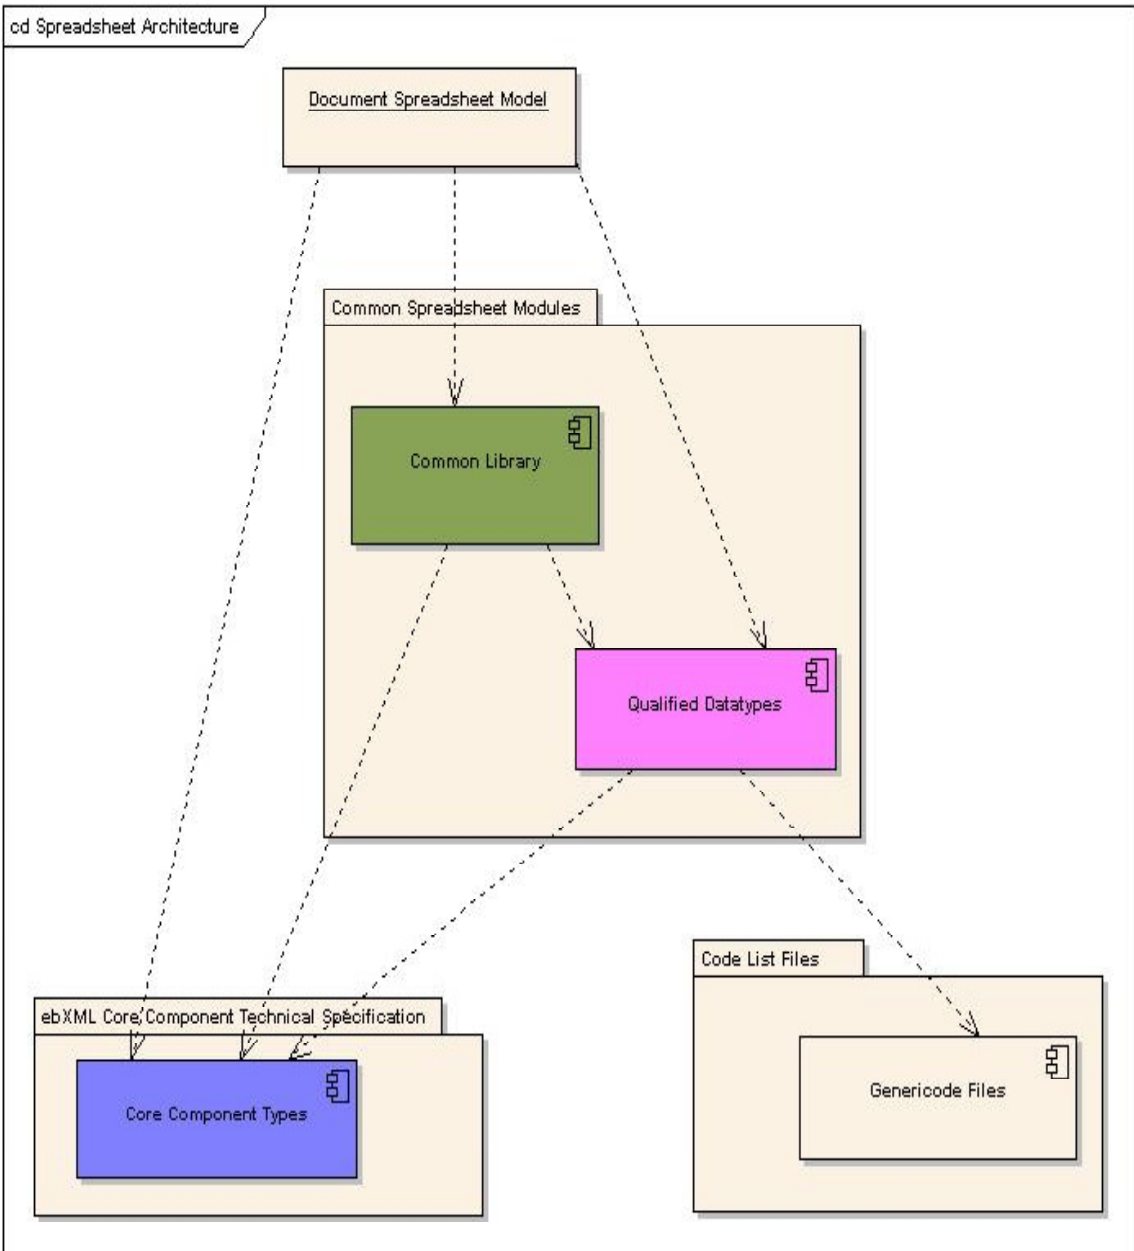 cd Spreadsheet Architecture
Document Spreadsheet Model
Common Spreadsheet Modules
Common Library
Qualified Datatypes
Code List Files
ebXML Core Component Technical Specification
Genericode Files
Core Component Types